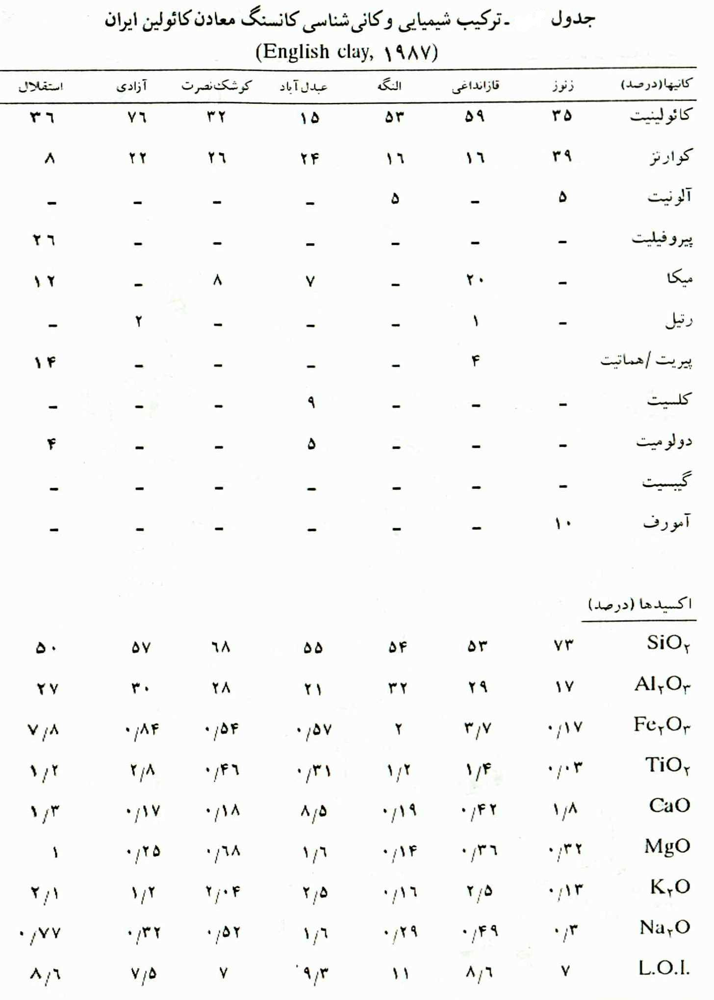 جدول - ترکیب شیمیایی و کانی‌شناسی کانسنگ معادن کائولین ایران
(English clay, ۱۹۸۷)
کانیها(درصد) زنوز قازانداغی النگه عبدل‌آباد کوشک‌نصرت آزادی استقلال
کائولینیت ۳۵ ۵۹ ۵۳ ۱۵ ۳۲ ۷۶ ۳۶
کوارتز ۳۹ ۱۶ ۱۶ ۲۴ ۲۶ ۲۲ ۸
آلونیت ۵ - ۵ - - - -
پیروفیلیت - - - - - - ۲۶
میکا - ۲۰ - ۷ ۸ - ۱۲
رتیل - ۱ - - - ۲ -
پیریت/هماتیت ۴ - - - - ۱۴
کلسیت - - - ۹ - - -
دولومیت - - - ۵ - - ۴
گیبسیت - - - - - - -
آمورف ۱۰ - - - - - -
اکسیدها (درصد)
SiO₂ ۷۳ ۵۳ ۵۴ ۵۵ ۶۸ ۵۷ ۵۰
Al₂O₃ ۱۷ ۲۹ ۳۲ ۲۱ ۲۸ ۳۰ ۲۷
Fe₂O₃ ۰/۱۷ ۳/۷ ۲ ۰/۵۷ ۰/۵۴ ۰/۸۴ ۷/۸
TiO₂ ۰/۰۳ ۱/۴ ۱/۲ ۰/۳۱ ۰/۴۶ ۲/۸ ۱/۲
CaO ۱/۸ ۰/۴۲ ۰/۱۹ ۸/۵ ۰/۱۸ ۰/۱۷ ۱/۳
MgO ۰/۳۲ ۰/۳۶ ۰/۱۴ ۱/۶ ۰/۶۸ ۰/۲۵ ۱
K₂O ۰/۱۳ ۲/۵ ۰/۱۶ ۲/۵ ۲/۰۴ ۱/۲ ۲/۱
Na₂O ۰/۳ ۰/۴۹ ۰/۲۹ ۱/۶ ۰/۵۲ ۰/۳۲ ۰/۷۷
L.O.I. ۷ ۸/۶ ۱۱ ۹/۳ ۷ ۷/۵ ۸/۶